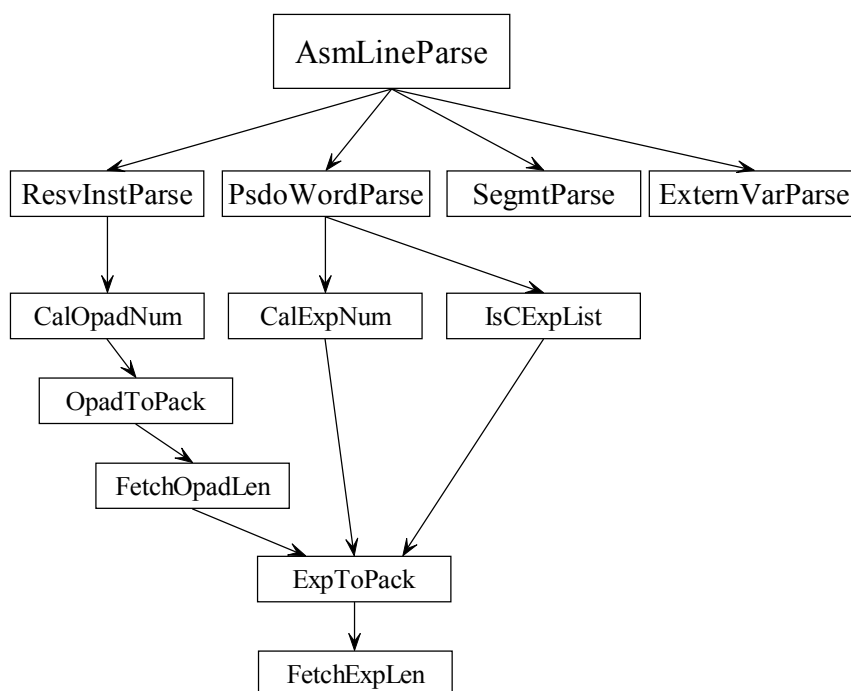 AsmLineParse
ResvInstParse
PsdoWordParse
SegmtParse
ExternVarParse
CalOpadNum
CalExpNum
IsCExpList
OpadToPack
FetchOpadLen
ExpToPack
FetchExpLen